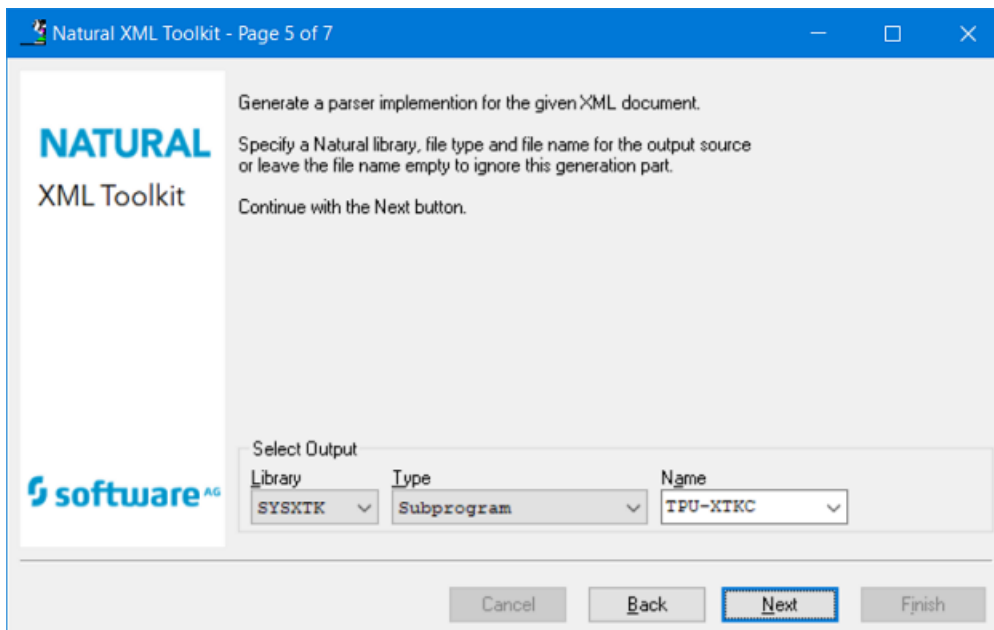 Natural XML Toolkit - Page 5 of 7
NATURAL
XML Toolkit
Generate a parser implemention for the given XML document.
Specify a Natural library, file type and file name for the output source
or leave the file name empty to ignore this generation part.
Continue with the Next button.
Select Output
Library Type Name
SYSXTK Subprogram TPU-XTKC
software AG
Cancel Back Next Finish